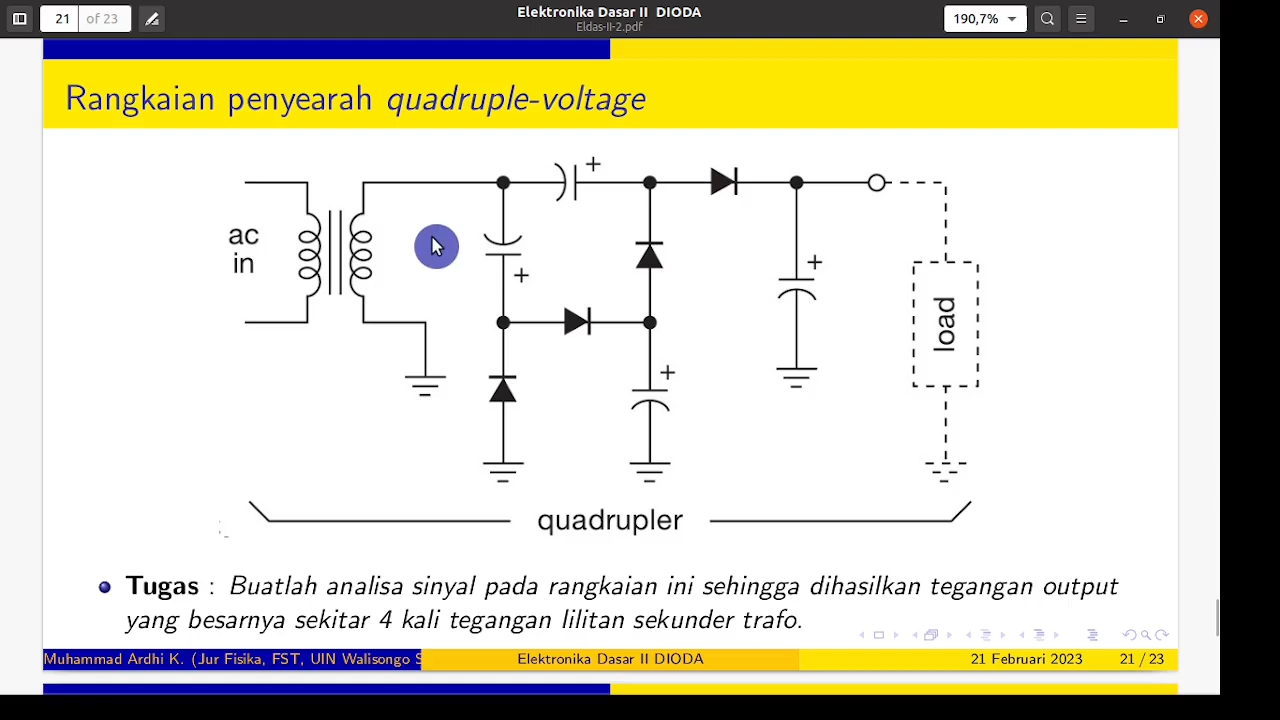 Elektronika Dasar II DIODA
Eldas-II-2.pdf
21 of 23
190,7%
Rangkaian penyearah quadruple-voltage
+
ac
in
+
+
load
+
quadrupler
Tugas : Buatlah analisa sinyal pada rangkaian ini sehingga dihasilkan tegangan output
yang besarnya sekitar 4 kali tegangan lilitan sekunder trafo.
Muhammad Ardhi K. (Jur Fisika, FST, UIN Walisongo S
Elektronika Dasar II DIODA
21 Februari 2023
21 / 23